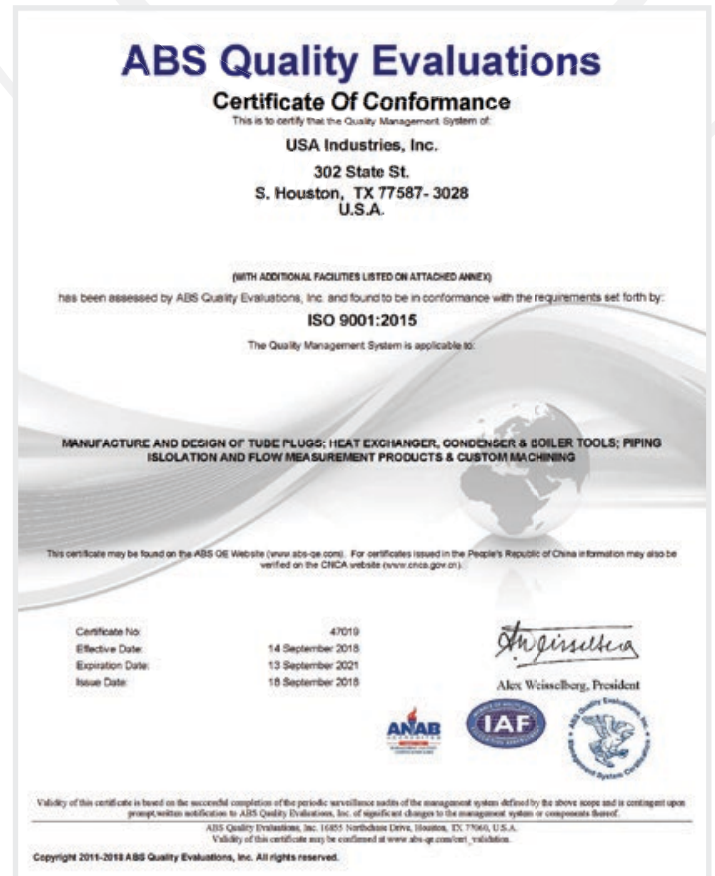 ABS Quality Evaluations
Certificate Of Conformance
This is to certify that the Quality Management System of:
USA Industries, Inc.
302 State St.
S. Houston, TX 77587- 3028
U.S.A.
(WITH ADDITIONAL FACILITIES LISTED ON ATTACHED ANNEX)
has been assessed by ABS Quality Evaluations, Inc. and found to be in conformance with the requirements set forth by:
ISO 9001:2015
The Quality Management System is applicable to:
MANUFACTURE AND DESIGN OF TUBE PLUGS; HEAT EXCHANGER, CONDENSER & BOILER TOOLS; PIPING
ISLOLATION AND FLOW MEASUREMENT PRODUCTS & CUSTOM MACHINING
This certificate may be found on the ABS QE Website (www.abs-qe.com). For certificates issued in the People's Republic of China information may also be
verified on the CNCA website (www.cnca.gov.cn).
Certificate No: 47019
Effective Date: 14 September 2018
Expiration Date: 13 September 2021
Issue Date: 18 September 2018
Alex Weisselberg, President
ANAB
ACCREDITED
IAF
ABS Quality Evaluations, Inc.
Management System Certification
Validity of this certificate is based on the successful completion of the periodic surveillance audits of the management system defined by the above scope and is contingent upon
prompt,written notification to ABS Quality Evaluations, Inc. of significant changes to the management system or components thereof.
ABS Quality Evaluations, Inc. 16855 Northchase Drive, Houston, TX 77060, U.S.A.
Validity of this certificate may be confirmed at www.abs-qe.com/cert_validation.
Copyright 2011-2018 ABS Quality Evaluations, Inc. All rights reserved.